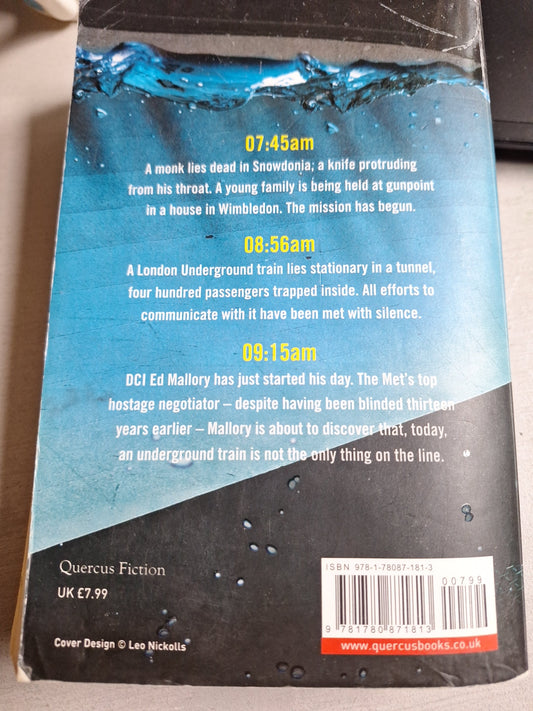 07:45am
A monk lies dead in Snowdonia; a knife protruding
from his throat. A young family is being held at gunpoint
in a house in Wimbledon. The mission has begun.
08:56am
A London Underground train lies stationary in a tunnel,
four hundred passengers trapped inside. All efforts to
communicate with it have been met with silence.
09:15am
DCI Ed Mallory has just started his day. The Met's top
hostage negotiator – despite having been blinded thirteen
years earlier – Mallory is about to discover that, today,
an underground train is not the only thing on the line.
Quercus Fiction
UK £7.99
Cover Design © Leo Nickolls
ISBN 978-1-78087-181-3
00799
9 781780 871813
www.quercusbooks.co.uk